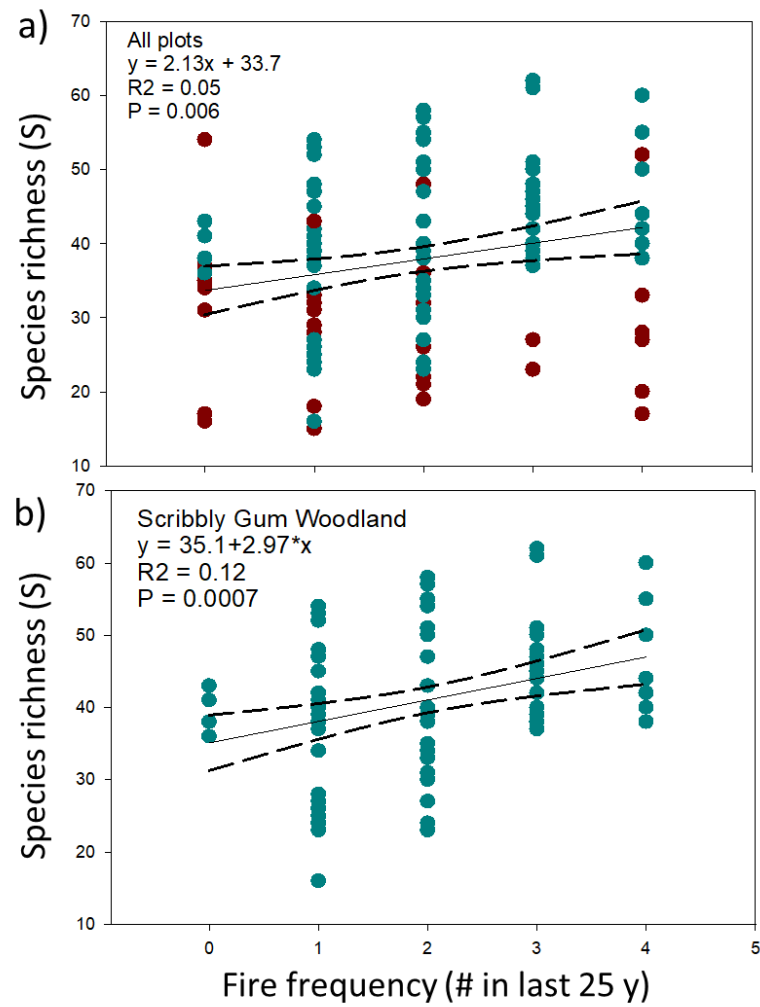 a)
70
60
50
40
30
20
10
Species richness (S)
All plots
y = 2.13x + 33.7
R2 = 0.05
P = 0.006
b)
70
60
50
40
30
20
10
Species richness (S)
Scribbly Gum Woodland
y = 35.1+2.97*x
R2 = 0.12
P = 0.0007
0 1 2 3 4 5
Fire frequency (# in last 25 y)